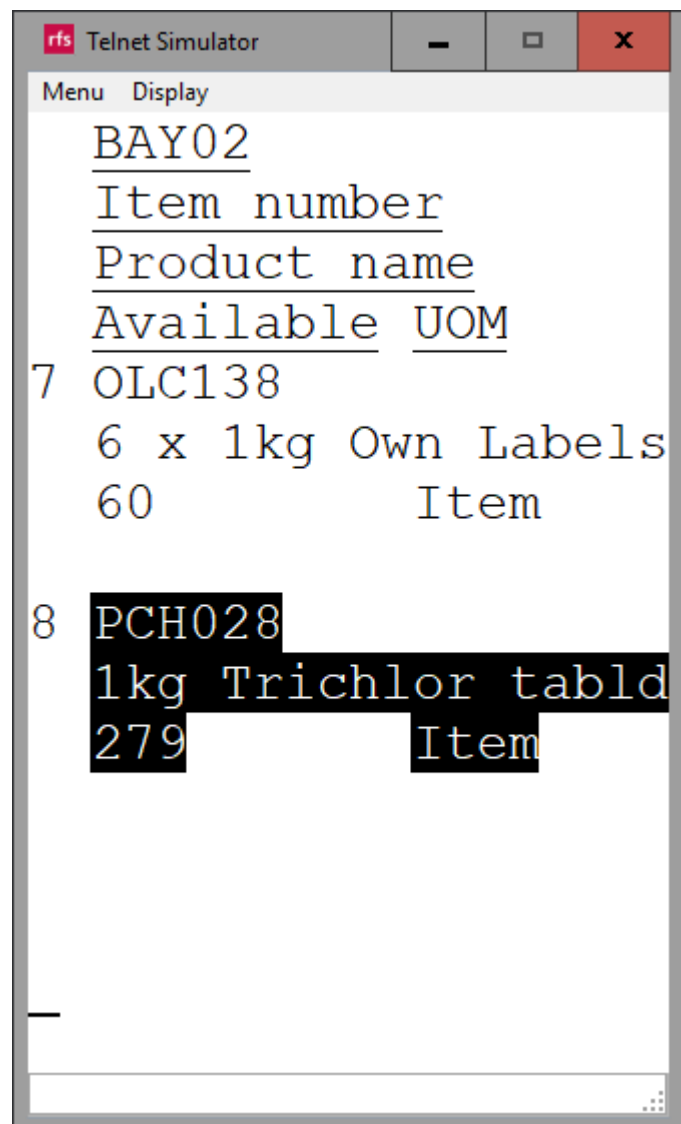 rfs Telnet Simulator
Menu Display
BAY02
Item number
Product name
Available UOM
7 OLC138
6 x 1kg Own Labels
60 Item
8 PCH028
1kg Trichlor tabld
279 Item